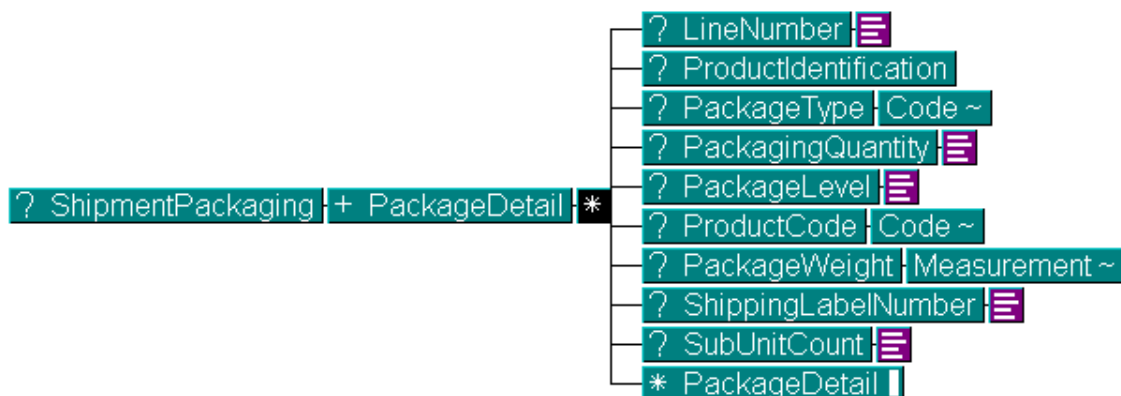 ? LineNumber
? ProductIdentification
? PackageType Code ~
? PackagingQuantity
? PackageLevel
? ShipmentPackaging + PackageDetail *
? ProductCode Code ~
? PackageWeight Measurement ~
? ShippingLabelNumber
? SubUnitCount
* PackageDetail